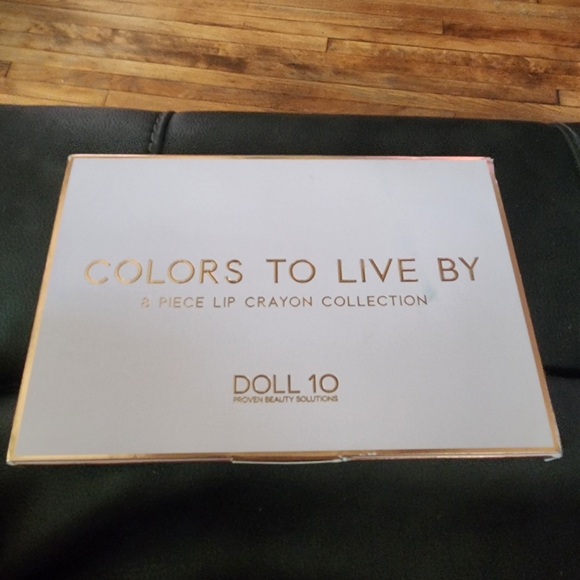 COLORS TO LIVE BY
8 PIECE LIP CRAYON COLLECTION
DOLL 10
PROVEN BEAUTY SOLUTIONS